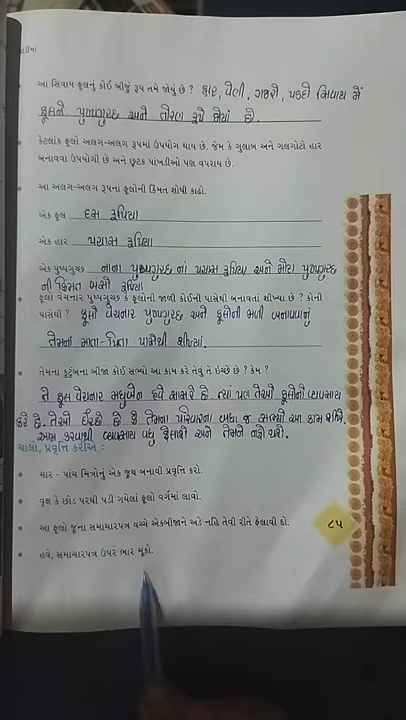 આ સિવાય ફૂલનું કોઈ બીજું રૂપ તમે જોયું છે ? હાર, વેણી, ગજરો, પડદો સિવાય મેં
ફૂલને પુષ્પગુચ્છ અને તોરણ રૂપે જોયાં છે.
કેટલાંક ફૂલો અલગ-અલગ રૂપમાં ઉપયોગ થાય છે. જેમ કે ગુલાબ અને ગલગોટો હાર
બનાવવા ઉપયોગી છે અને છૂટક પાંખડીઓ પણ વપરાય છે.
આ અલગ-અલગ રૂપનાં ફૂલોની કિંમત શોધી કાઢો.
એક ફૂલ દસ રૂપિયા
એક હાર પચાસ રૂપિયા
એક પુષ્પગુચ્છ નાના પુષ્પગુચ્છ નાં પચાસ રૂપિયા અને મોટા પુષ્પગુચ્છ
ની કિંમત બસો રૂપિયા
ફૂલો વેચનાર પુષ્પગુચ્છ કે ફૂલોની જાળી કોઈની પાસેથી બનાવતાં શીખ્યા છે ? કોની
પાસેથી ? ફૂલો વેચનાર પુષ્પગુચ્છ અને ફૂલોની જાળી બનાવવાનું
તેમનાં માતા-પિતા પાસેથી શીખ્યાં.
તેમના કુટુંબના બીજા કોઈ સભ્યો આ કામ કરે તેવું તે ઇચ્છે છે ? કેમ ?
તે ફૂલ વેચનાર મધુબેન હવે સાસરે છે. ત્યાં પણ તેઓ ફૂલોનો વ્યવસાય
કરે છે. તેઓ ઈચ્છે છે કે તેમના પરિવારના બધા જ સભ્યો આ કામ શીખે.
આમ કરવાથી વ્યવસાય વધુ ફેલાશે અને તેમને નફો થશે.
ચાલો, પ્રવૃત્તિ કરીએ :
ચાર - પાંચ મિત્રોનું એક જૂથ બનાવી પ્રવૃત્તિ કરો.
વૃક્ષ કે છોડ પરથી પડી ગયેલાં ફૂલો વર્ગમાં લાવો.
આ ફૂલો જૂના સમાચારપત્ર વચ્ચે એકબીજાને અડે નહિ તેવી રીતે ફેલાવી દો.
૮૫
હવે, સમાચારપત્ર ઉપર ભાર મૂકો.